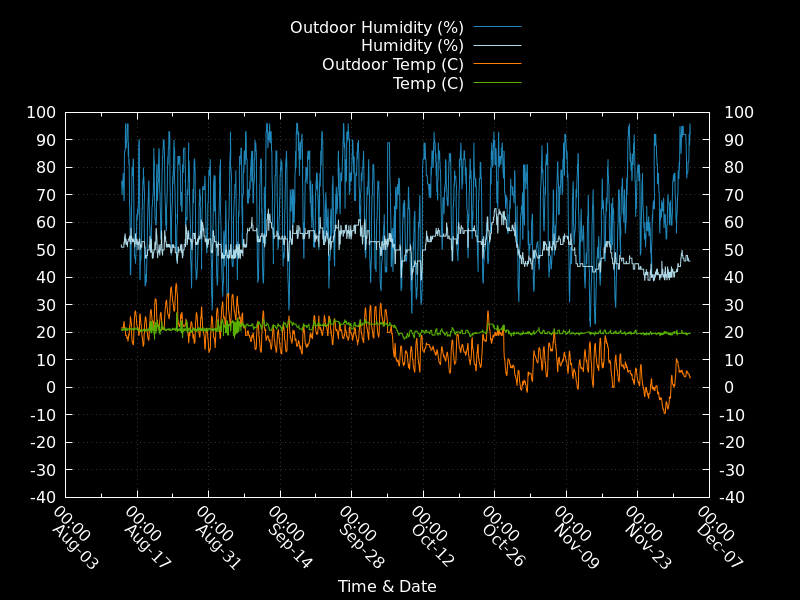 Outdoor Humidity (%)
Humidity (%)
Outdoor Temp (C)
Temp (C)
100 100
90 90
80 80
70 70
60 60
50 50
40 40
30 30
20 20
10 10
0 0
-10 -10
-20 -20
-30 -30
-40 -40
00:00 00:00 00:00 00:00 00:00 00:00 00:00 00:00 00:00 00:00
Aug-03 Aug-17 Aug-31 Sep-14 Sep-28 Oct-12 Oct-26 Nov-09 Nov-23 Dec-07
Time & Date